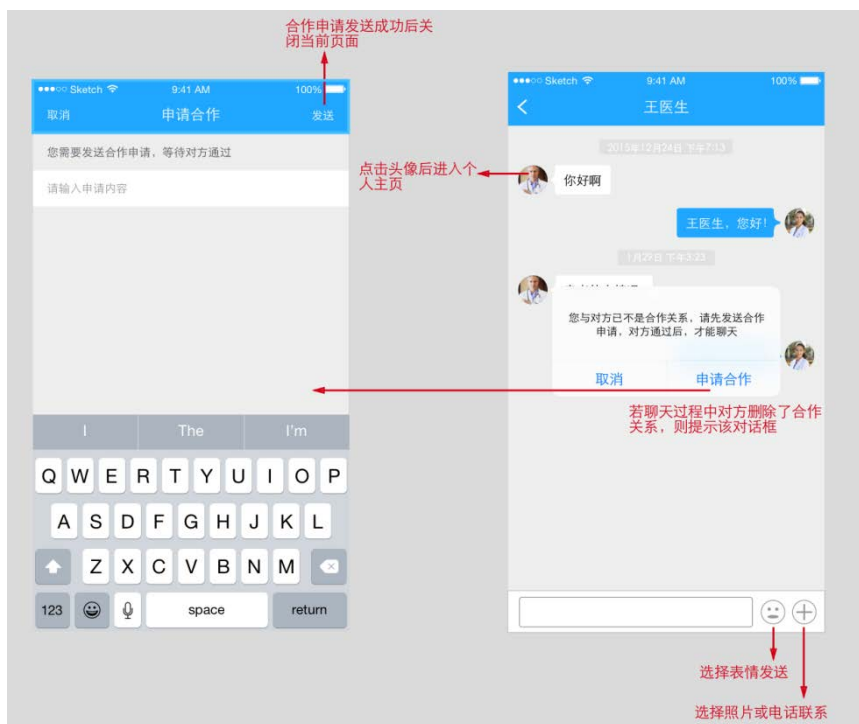 合作申请发送成功后关
闭当前页面
●●●○○ Sketch 9:41 AM 100%
取消 申请合作 发送
您需要发送合作申请，等待对方通过
请输入申请内容
I The I'm
Q W E R T Y U I O P
A S D F G H J K L
Z X C V B N M
123 space return
●●●○○ Sketch 9:41 AM 100%
王医生
2015年12月24日 下午7:13
点击头像后进入个
人主页
你好啊
王医生，您好！
1月29日 下午3:23
您与对方已不是合作关系，请先发送合作
申请，对方通过后，才能聊天
取消 申请合作
若聊天过程中对方删除了合作
关系，则提示该对话框
选择表情发送
选择照片或电话联系